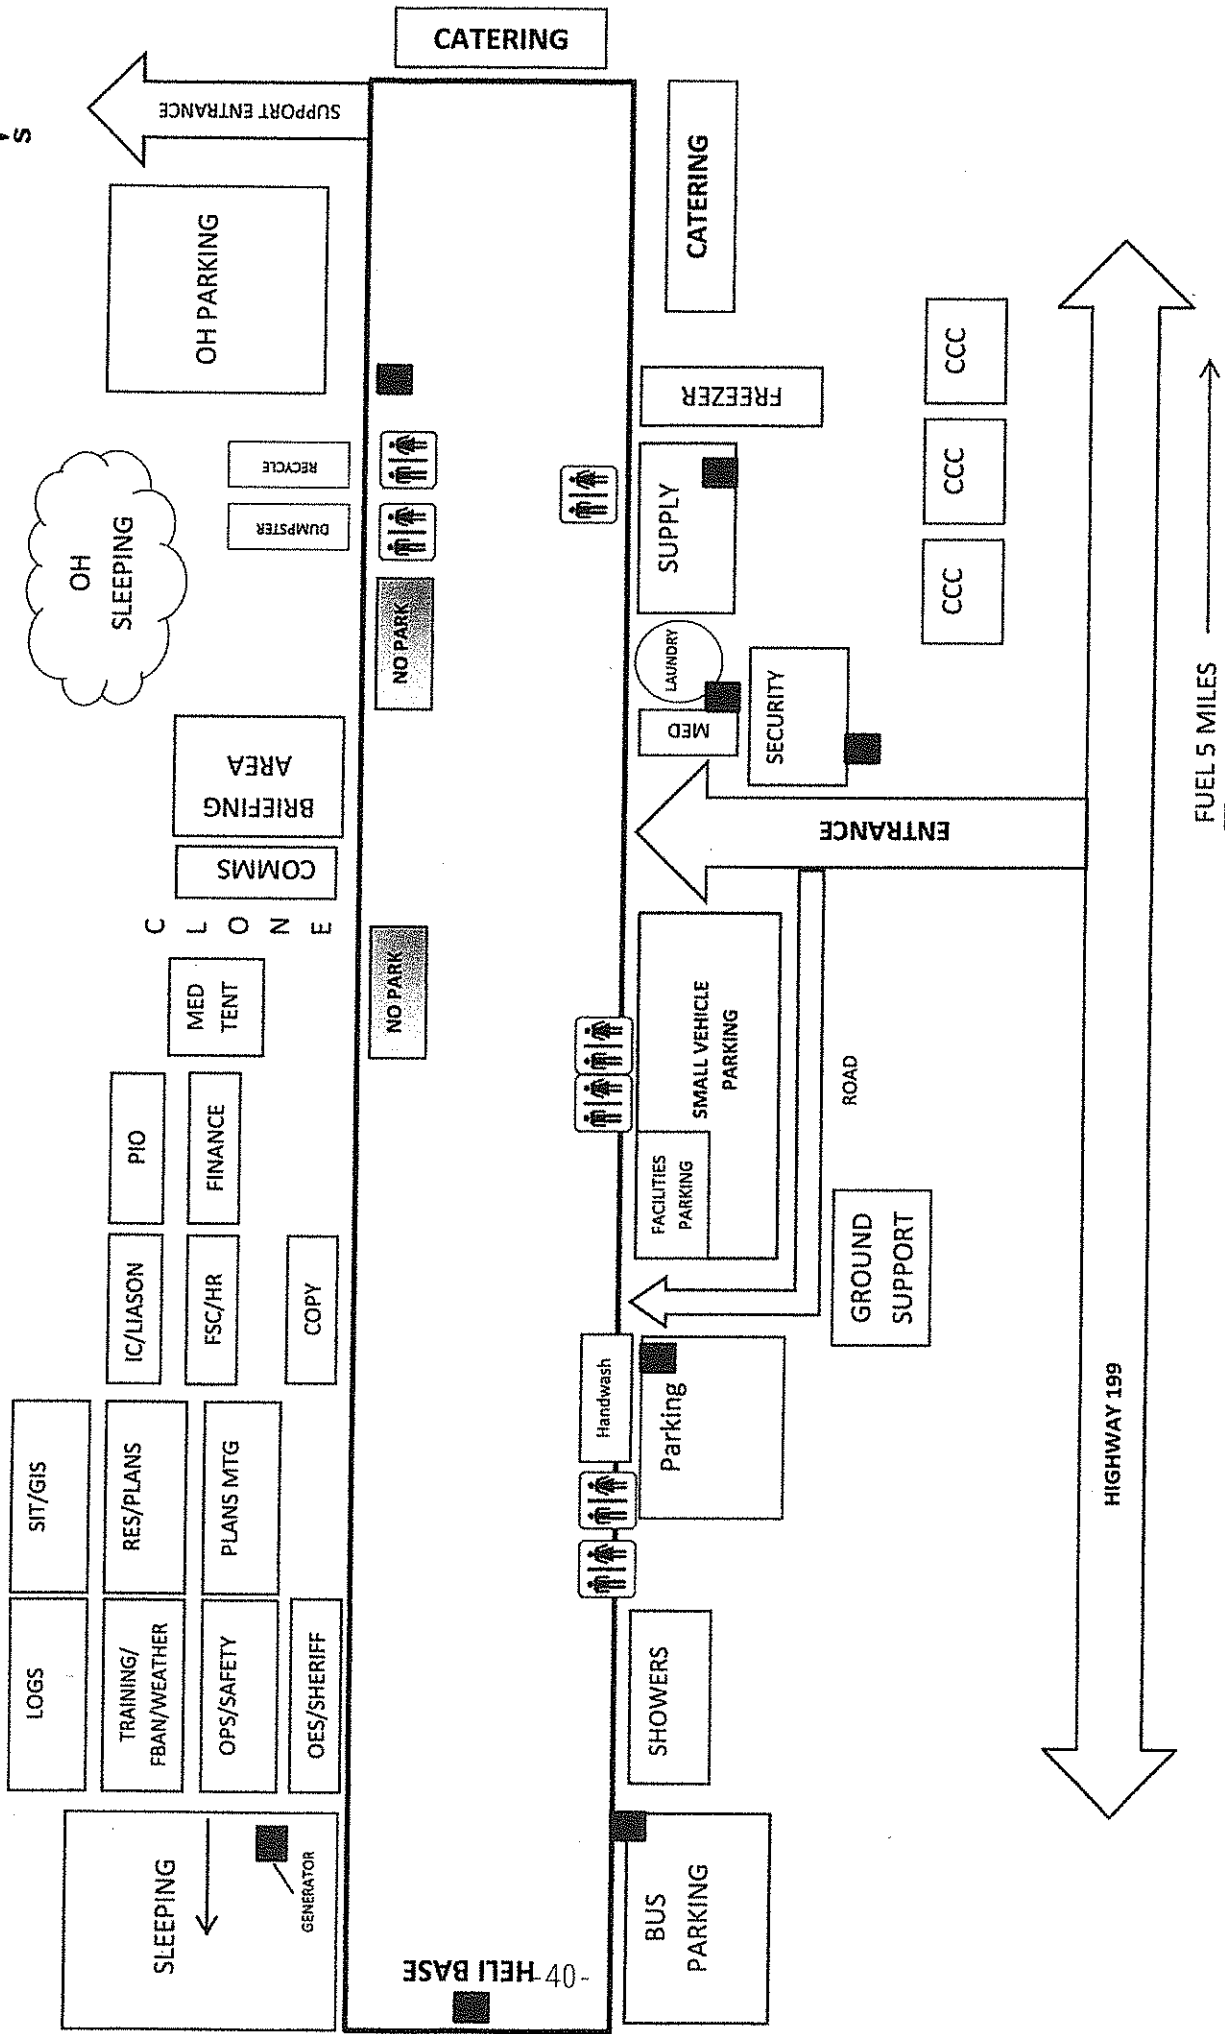 S
CATERING
SUPPORT ENTRANCE
OH PARKING
CATERING
FREEZER
RECYCLE
DUMPSTER
OH
SLEEPING
SUPPLY
CCC
CCC
CCC
NO PARK
LAUNDRY
MED
SECURITY
BRIEFING
AREA
COMMS
CLONE
NO PARK
ENTRANCE
FUEL 5 MILES
MED
TENT
PIO
FINANCE
SMALL VEHICLE
PARKING
FACILITIES
PARKING
ROAD
IC/LIASON
FSC/HR
COPY
GROUND
SUPPORT
SIT/GIS
RES/PLANS
PLANS MTG
Handwash
Parking
HIGHWAY 199
LOGS
TRAINING/
FBAN/WEATHER
OPS/SAFETY
OES/SHERIFF
SHOWERS
SLEEPING
GENERATOR
BUS
PARKING
HELI BASE
-40-